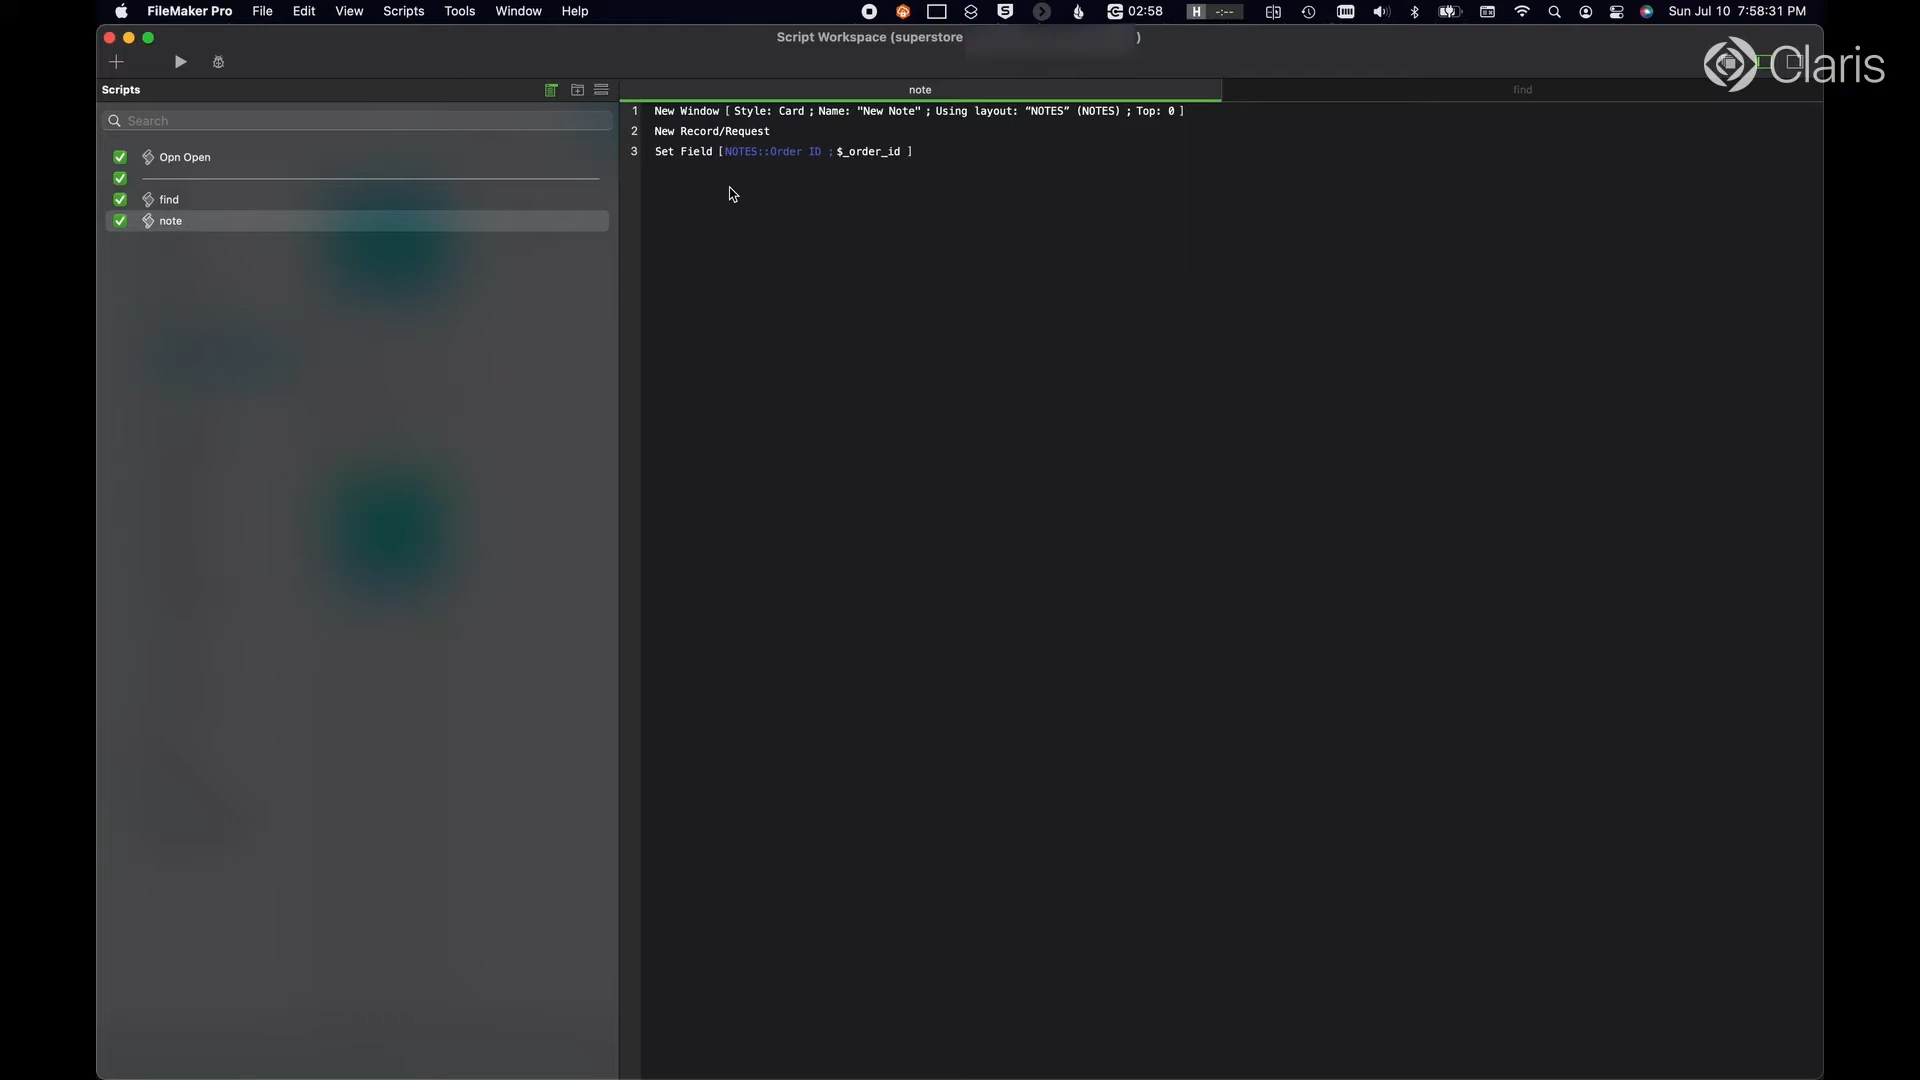 FileMaker Pro File Edit View Scripts Tools Window Help 02:58 H -:-- Sun Jul 10 7:58:31 PM
Script Workspace (superstore )
Claris
Scripts
note
find
Search
Opn Open
find
note
1 New Window [ Style: Card ; Name: "New Note" ; Using layout: “NOTES” (NOTES) ; Top: 0 ]
2 New Record/Request
3 Set Field [ NOTES::Order ID ; $_order_id ]